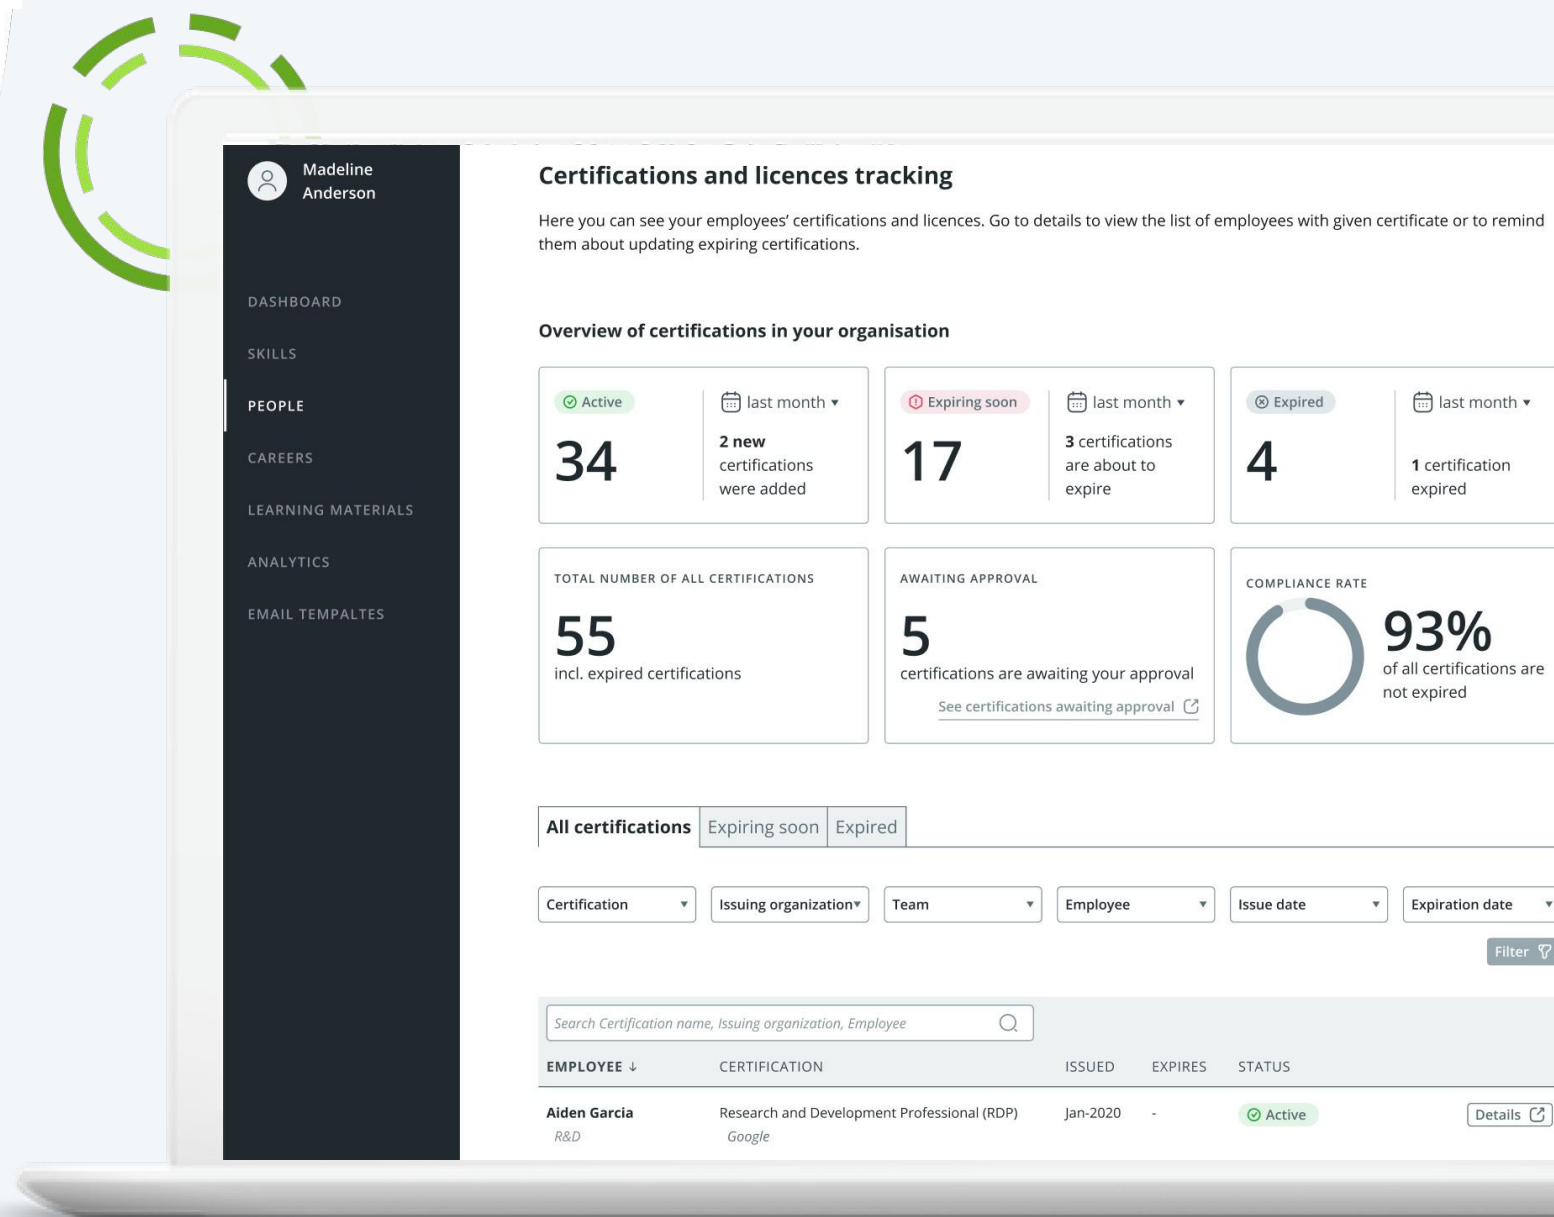 Madeline
Anderson
DASHBOARD
SKILLS
PEOPLE
CAREERS
LEARNING MATERIALS
ANALYTICS
EMAIL TEMPALTES
Certifications and licences tracking
Here you can see your employees' certifications and licences. Go to details to view the list of employees with given certificate or to remind
them about updating expiring certifications.
Overview of certifications in your organisation
Active
34
last month
2 new
certifications
were added
Expiring soon
17
last month
3 certifications
are about to
expire
Expired
4
last month
1 certification
expired
TOTAL NUMBER OF ALL CERTIFICATIONS
55
incl. expired certifications
AWAITING APPROVAL
5
certifications are awaiting your approval
See certifications awaiting approval
COMPLIANCE RATE
93%
of all certifications are
not expired
All certifications Expiring soon Expired
Certification Issuing organization Team Employee Issue date Expiration date
Filter
Search Certification name, Issuing organization, Employee
EMPLOYEE ↓ CERTIFICATION ISSUED EXPIRES STATUS
Aiden Garcia Research and Development Professional (RDP) Jan-2020 - Active Details
R&D Google